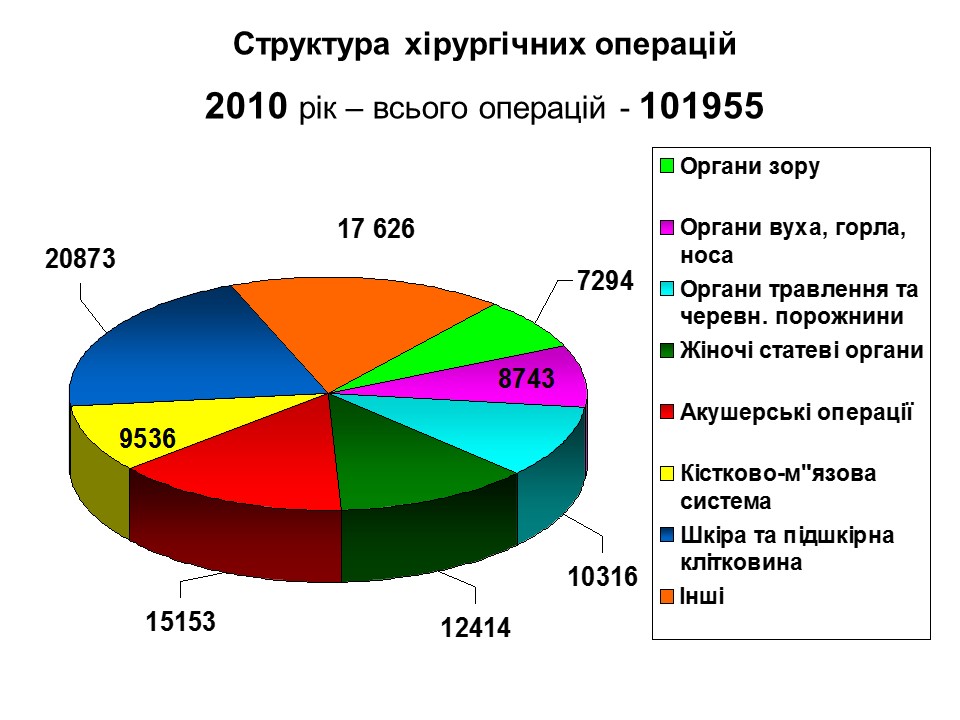 Структура хірургічних операцій
2010 рік – всього операцій - 101955
17 626
20873
7294
8743
9536
10316
15153
12414
Органи зору
Органи вуха, горла,
носа
Органи травлення та
черевн. порожнини
Жіночі статеві органи
Акушерські операції
Кістково-м"язова
система
Шкіра та підшкірна
клітковина
Інші